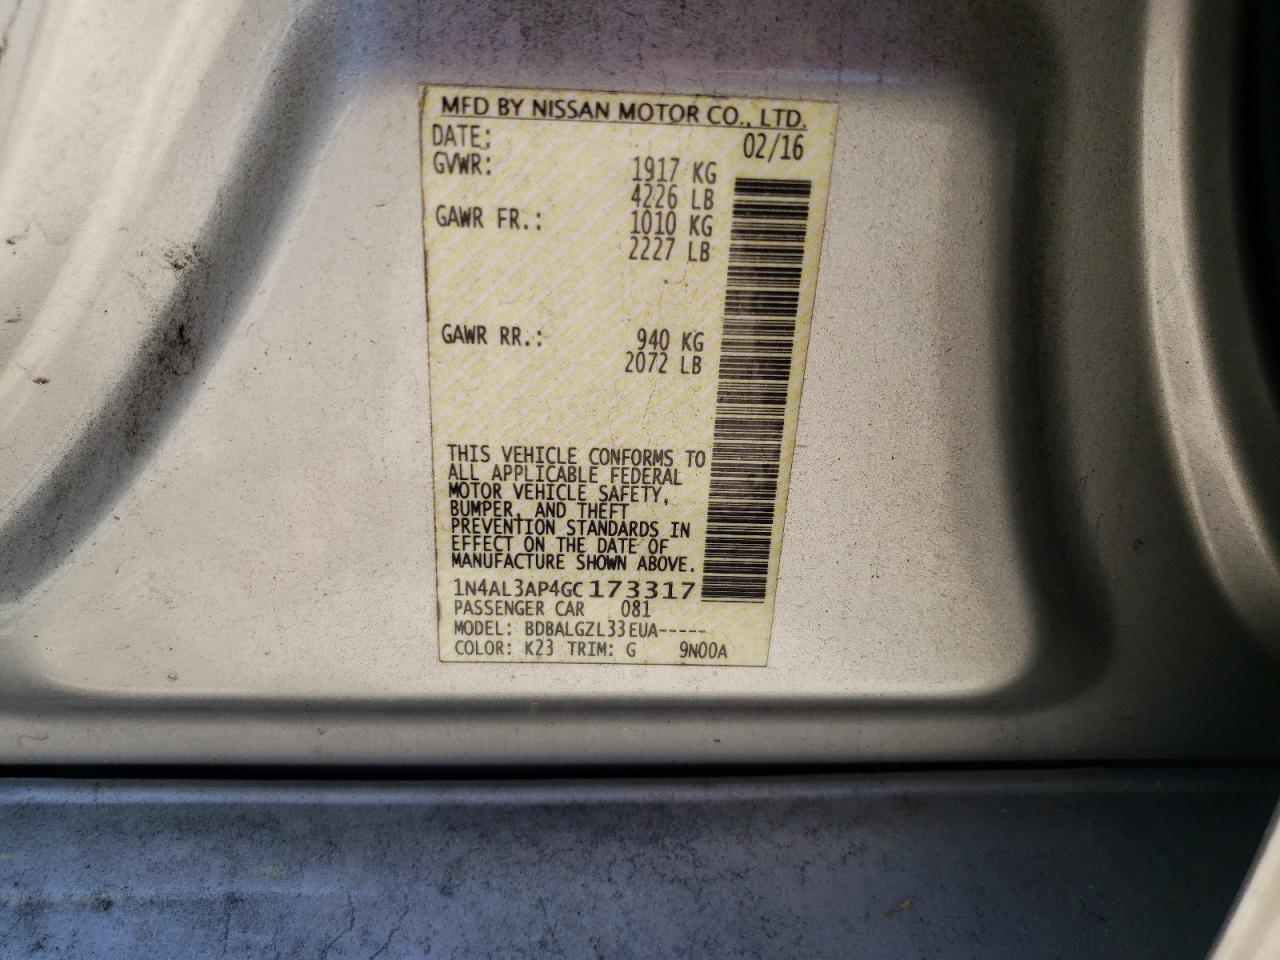 MFD BY NISSAN MOTOR CO., LTD.
DATE: 02/16
GVWR: 1917 KG
4226 LB
GAWR FR.: 1010 KG
2227 LB
GAWR RR.: 940 KG
2072 LB
THIS VEHICLE CONFORMS TO
ALL APPLICABLE FEDERAL
MOTOR VEHICLE SAFETY,
BUMPER, AND THEFT
PREVENTION STANDARDS IN
EFFECT ON THE DATE OF
MANUFACTURE SHOWN ABOVE.
1N4AL3AP4GC173317
PASSENGER CAR 081
MODEL: BDBALGZL33EUA-----
COLOR: K23 TRIM: G 9N00A